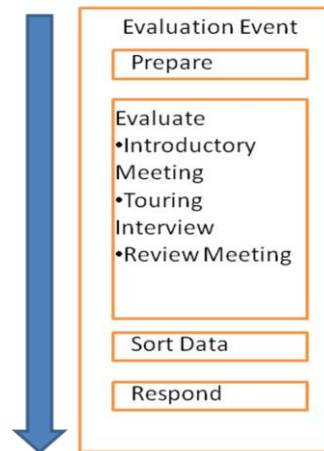 Evaluation Event
Prepare
Evaluate
•Introductory
Meeting
•Touring
Interview
•Review Meeting
Sort Data
Respond